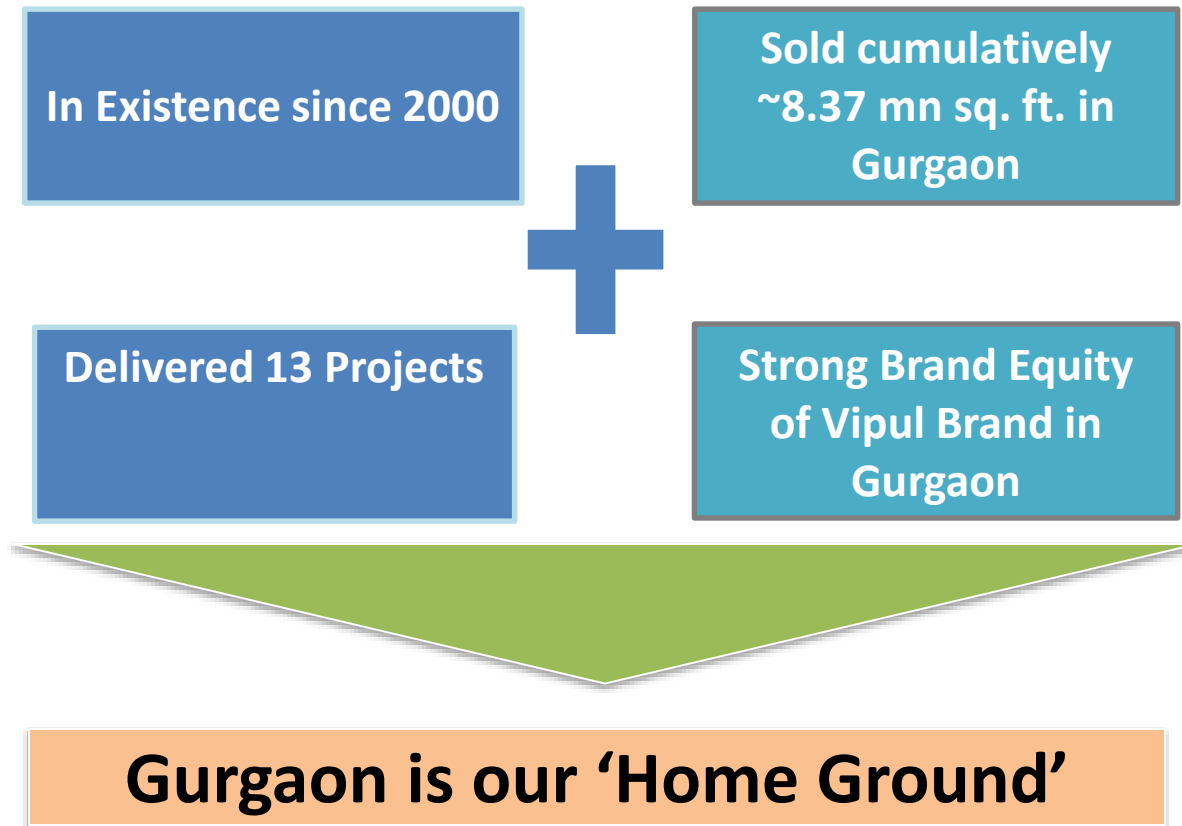 In Existence since 2000
Sold cumulatively
~8.37 mn sq. ft. in
Gurgaon
Delivered 13 Projects
Strong Brand Equity
of Vipul Brand in
Gurgaon
Gurgaon is our ‘Home Ground’